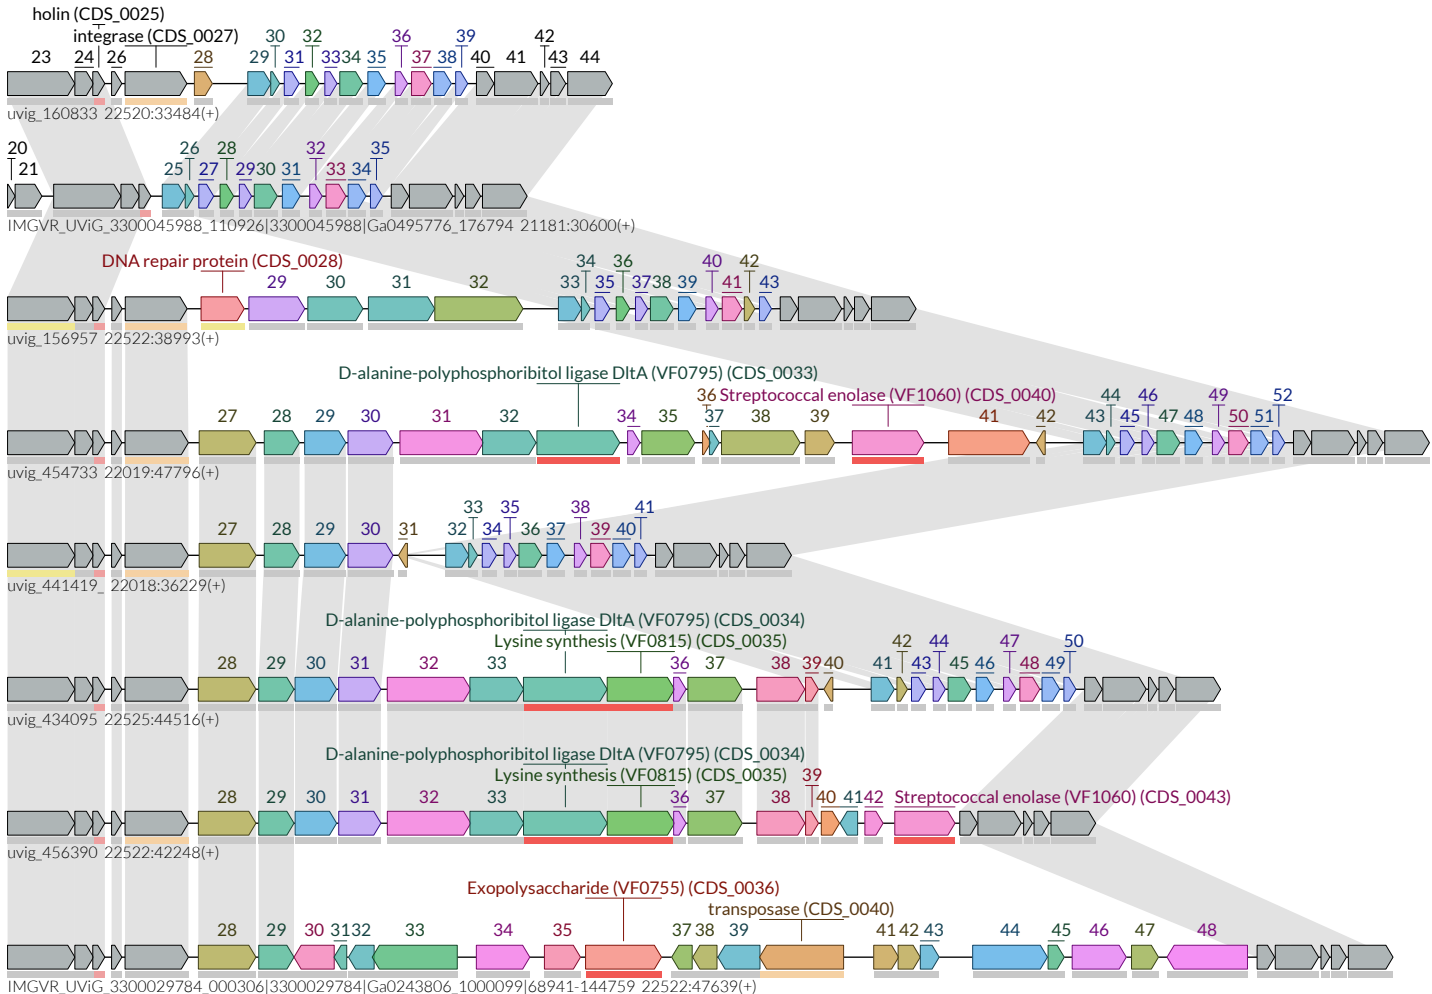 holin (CDS_0025)
integrase (CDS_0027)
30 32 36 39 42
23 24 26 28 29 31 33 34 35 37 38 40 41 43 44
uvig_160833 22520:33484(+)
20 26 28 32 35
21 25 27 29 30 31 33 34
IMGVR_UViG_3300045988_110926|3300045988|Ga0495776_176794 21181:30600(+)
DNA repair protein (CDS_0028)
34 36 40 42
29 30 31 32 33 35 37 38 39 41 43
uvig_156957 22522:38993(+)
D-alanine-polyphosphoribitol ligase DltA (VF0795) (CDS_0033)
36 Streptococcal enolase (VF1060) (CDS_0040) 44 46 49 52
27 28 29 30 31 32 34 35 37 38 39 41 42 43 45 47 48 50 51
uvig_454733 22019:47796(+)
33 35 38 41
27 28 29 30 31 32 34 36 37 39 40
uvig_441419_ 22018:36229(+)
D-alanine-polyphosphoribitol ligase DltA (VF0795) (CDS_0034)
Lysine synthesis (VF0815) (CDS_0035) 42 44 47 50
28 29 30 31 32 33 36 37 38 39 40 41 43 45 46 48 49
uvig_434095 22525:44516(+)
D-alanine-polyphosphoribitol ligase DltA (VF0795) (CDS_0034)
Lysine synthesis (VF0815) (CDS_0035) 39
28 29 30 31 32 33 36 37 38 40 41 42 Streptococcal enolase (VF1060) (CDS_0043)
uvig_456390 22522:42248(+)
Exopolysaccharide (VF0755) (CDS_0036)
transposase (CDS_0040)
28 29 30 31 32 33 34 35 37 38 39 41 42 43 44 45 46 47 48
IMGVR_UViG_3300029784_000306|3300029784|Ga0243806_1000099|68941-144759 22522:47639(+)